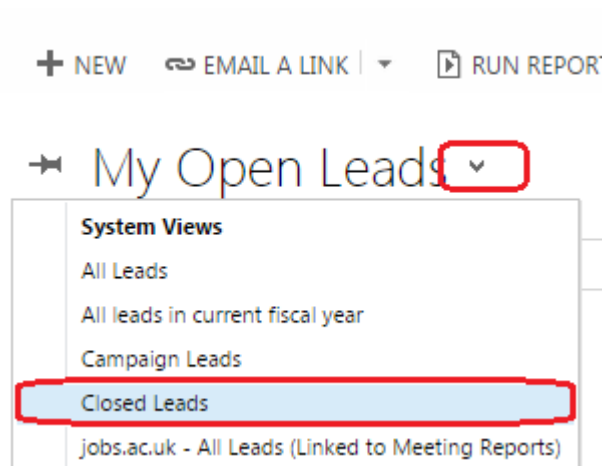 NEW EMAIL A LINK RUN REPORT
My Open Leads
System Views
All Leads
All leads in current fiscal year
Campaign Leads
Closed Leads
jobs.ac.uk - All Leads (Linked to Meeting Reports)